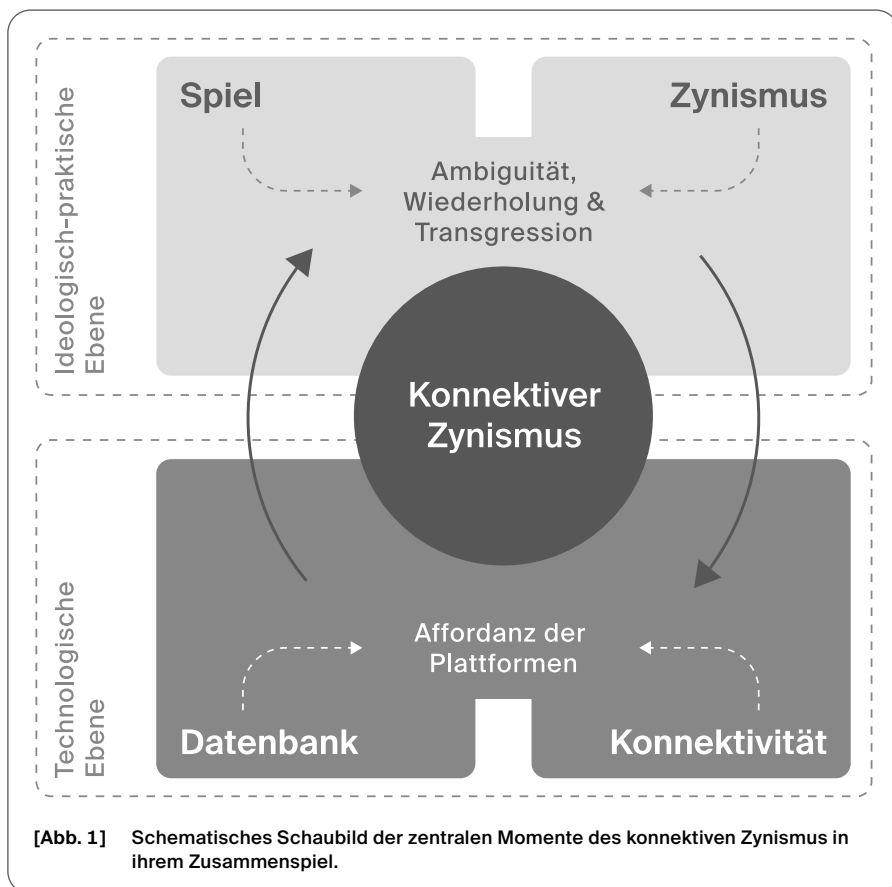 Spiel
Zynismus
Ambiguität,
Wiederholung &
Transgression
Ideologisch-praktische
Ebene
Konnektiver
Zynismus
Technologische
Ebene
Affordanz der
Plattformen
Datenbank
Konnektivität
[Abb. 1] Schematisches Schaubild der zentralen Momente des konnektiven Zynismus in
ihrem Zusammenspiel.